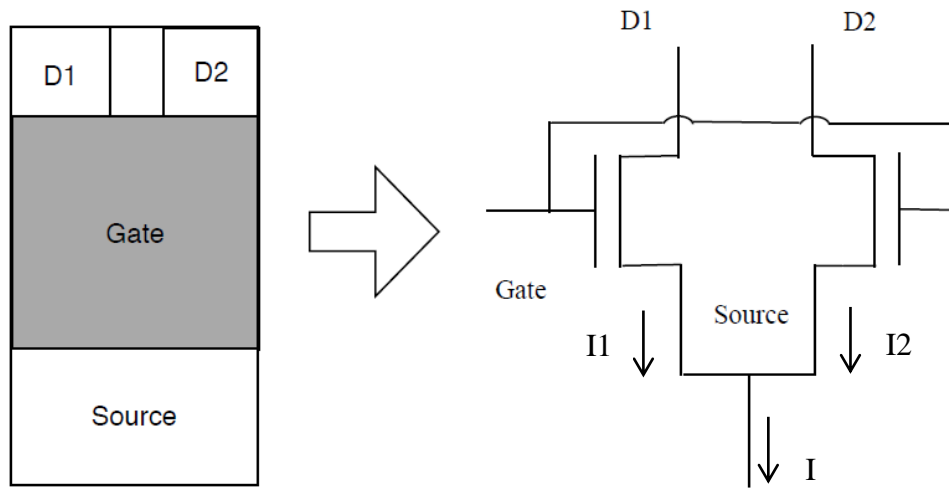 D1
D2
Gate
Source
D1
D2
Gate
Source
I1
I2
I